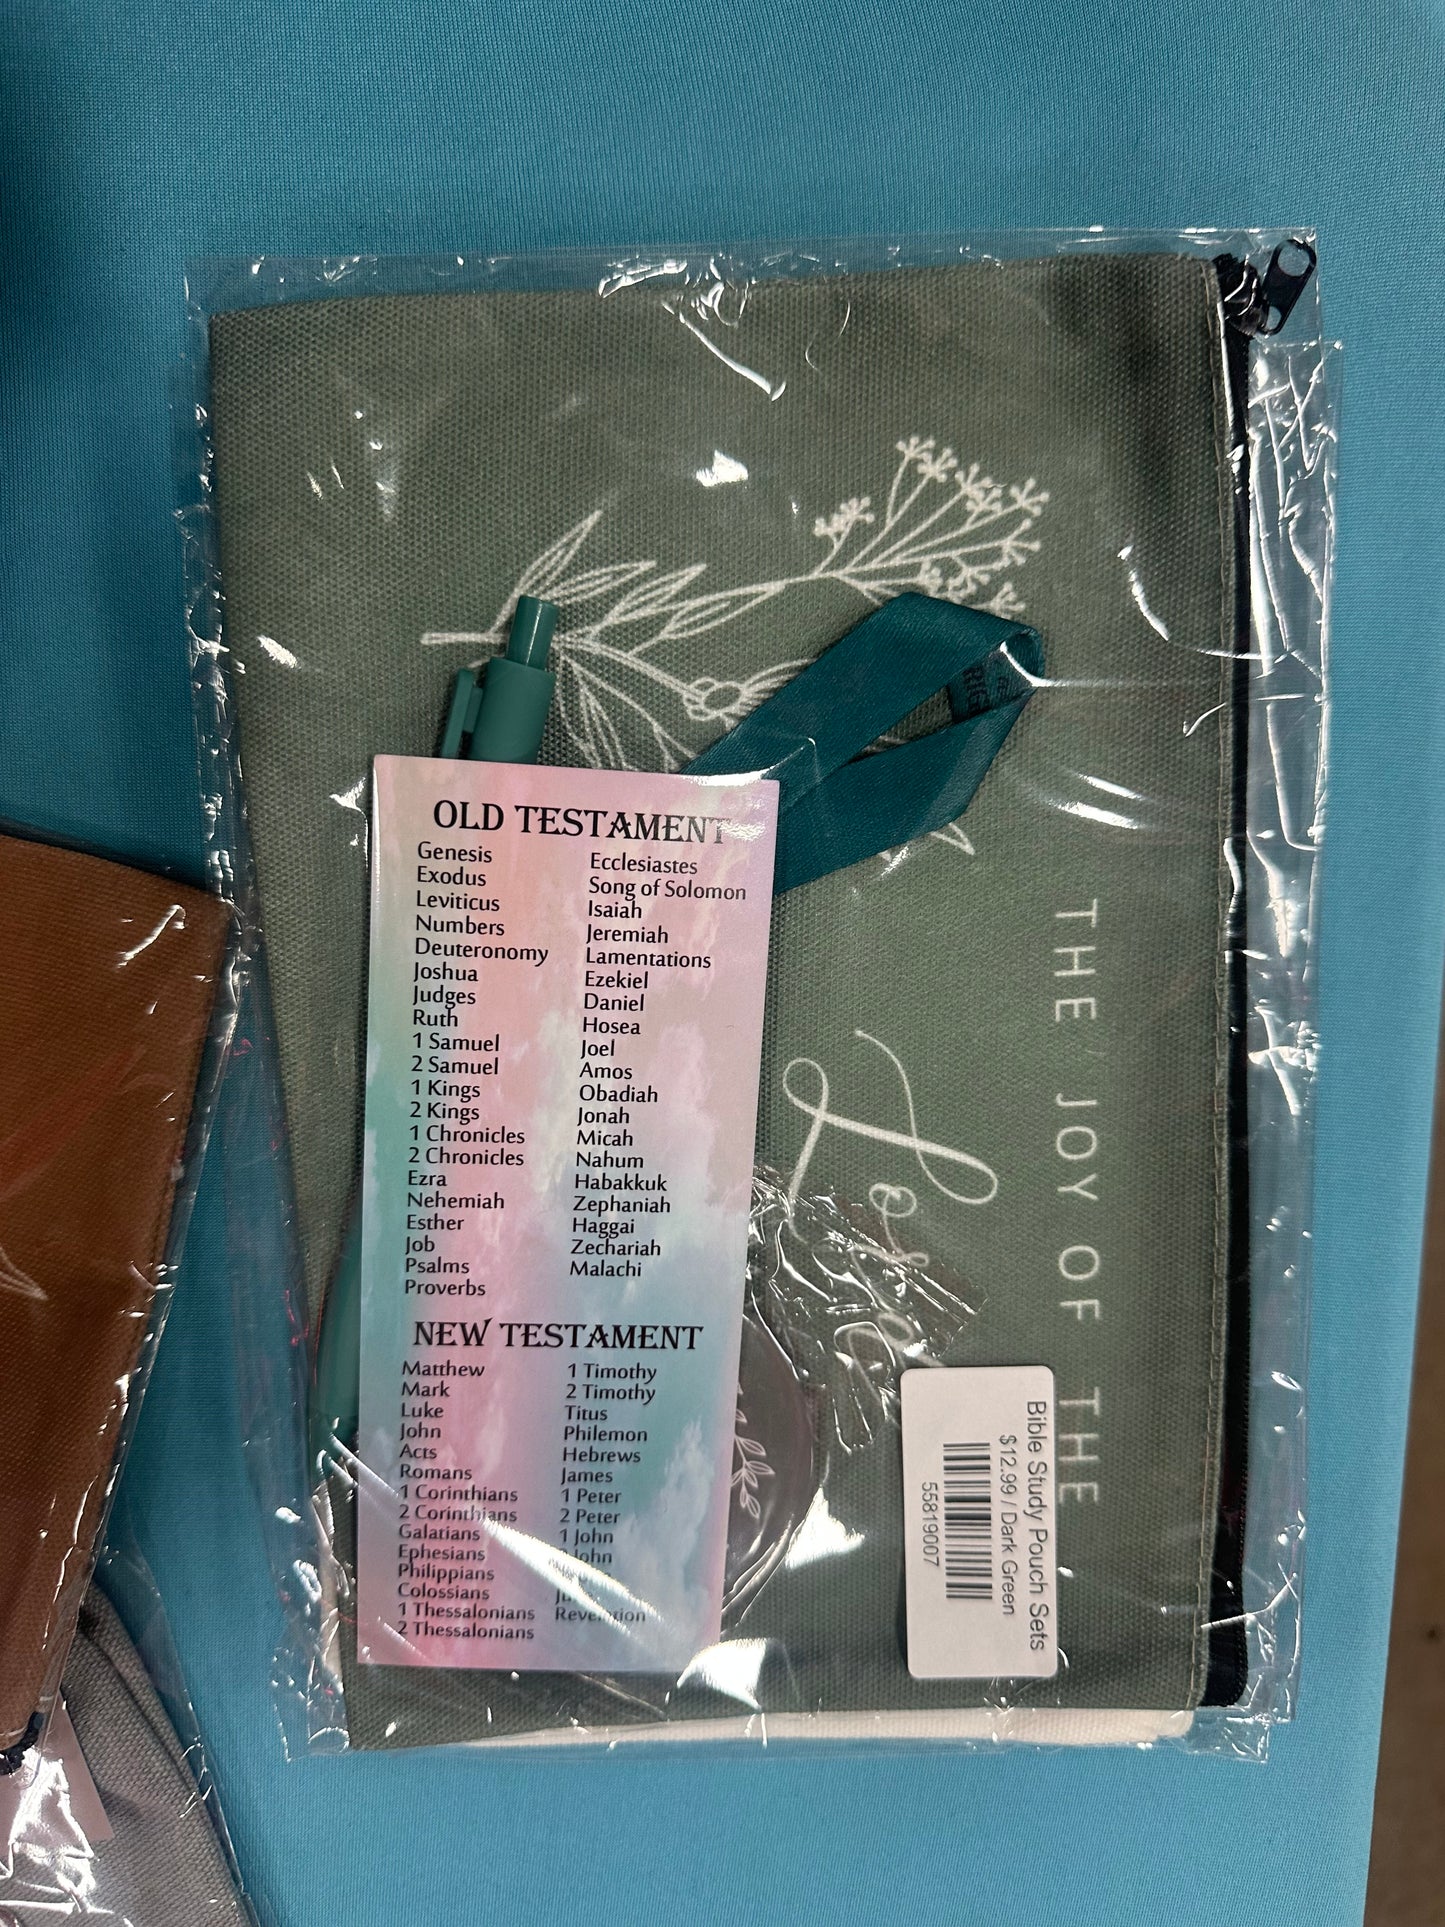 OLD TESTAMENT
Genesis
Exodus
Leviticus
Numbers
Deuteronomy
Joshua
Judges
Ruth
1 Samuel
2 Samuel
1 Kings
2 Kings
1 Chronicles
2 Chronicles
Ezra
Nehemiah
Esther
Job
Psalms
Proverbs
Ecclesiastes
Song of Solomon
Isaiah
Jeremiah
Lamentations
Ezekiel
Daniel
Hosea
Joel
Amos
Obadiah
Jonah
Micah
Nahum
Habakkuk
Zephaniah
Haggai
Zechariah
Malachi
NEW TESTAMENT
Matthew
Mark
Luke
John
Acts
Romans
1 Corinthians
2 Corinthians
Galatians
Ephesians
Philippians
Colossians
1 Thessalonians
2 Thessalonians
1 Timothy
2 Timothy
Titus
Philemon
Hebrews
James
1 Peter
2 Peter
1 John
John
Revelation
THE JOY OF THE
Lord
Bible Study Pouch Sets
$12.99 / Dark Green
55819007